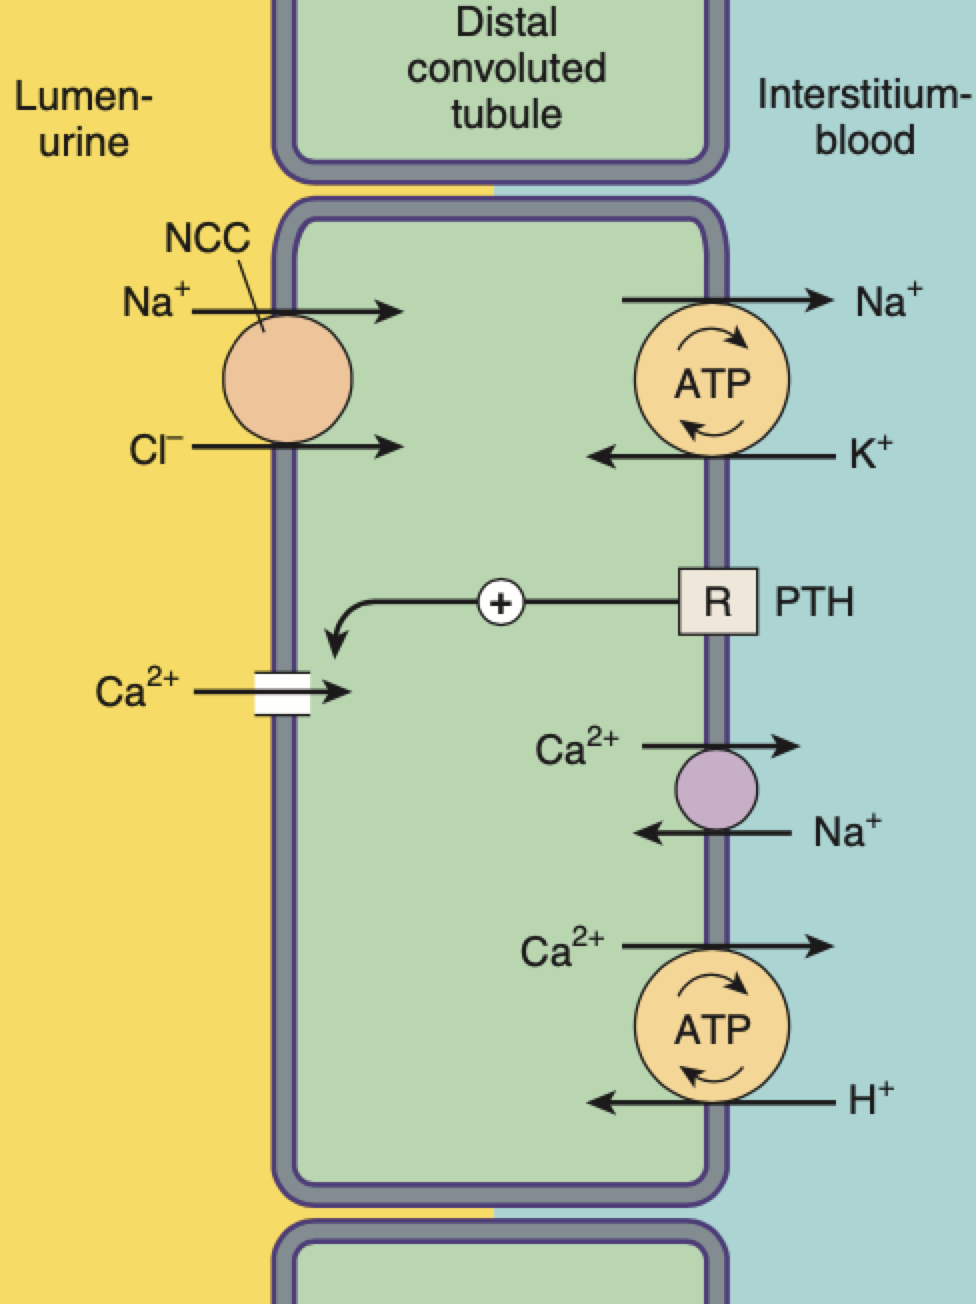 Distal
convoluted
tubule
Lumen-
urine
Interstitium-
blood
NCC
Na⁺
Na⁺
ATP
Cl⁻
K⁺
+
R
PTH
Ca²⁺
Ca²⁺
Na⁺
Ca²⁺
ATP
H⁺